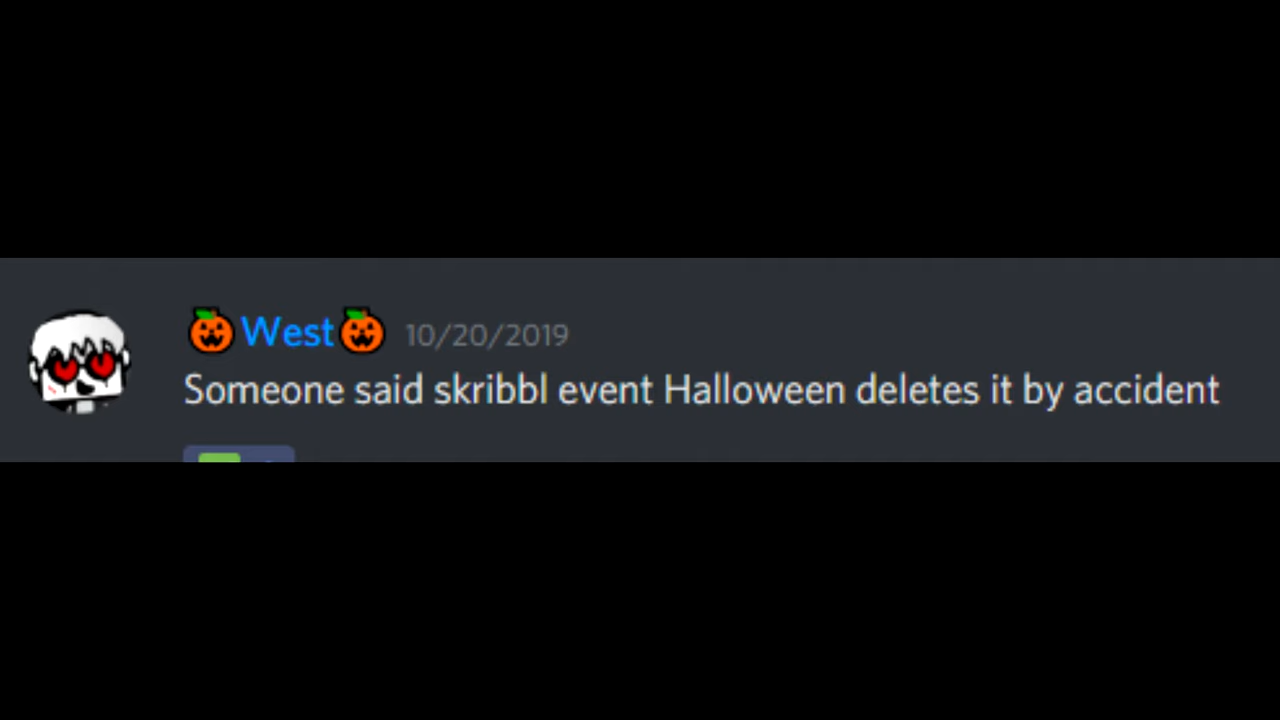 🎃West🎃 10/20/2019
Someone said skribbl event Halloween deletes it by accident